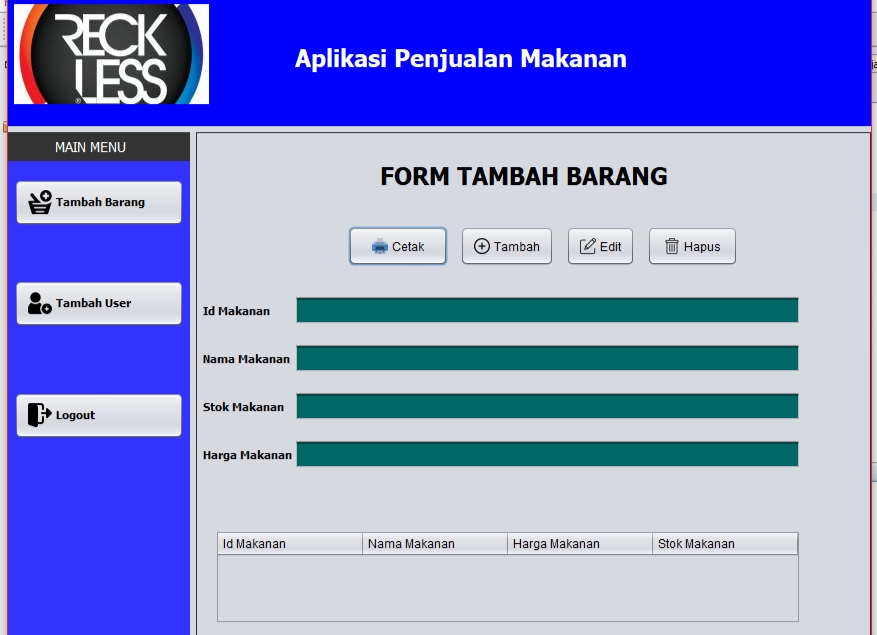 RECK
LESS
®
Aplikasi Penjualan Makanan
MAIN MENU
Tambah Barang
Tambah User
Logout
FORM TAMBAH BARANG
Cetak
Tambah
Edit
Hapus
Id Makanan
Nama Makanan
Stok Makanan
Harga Makanan
Id Makanan Nama Makanan Harga Makanan Stok Makanan